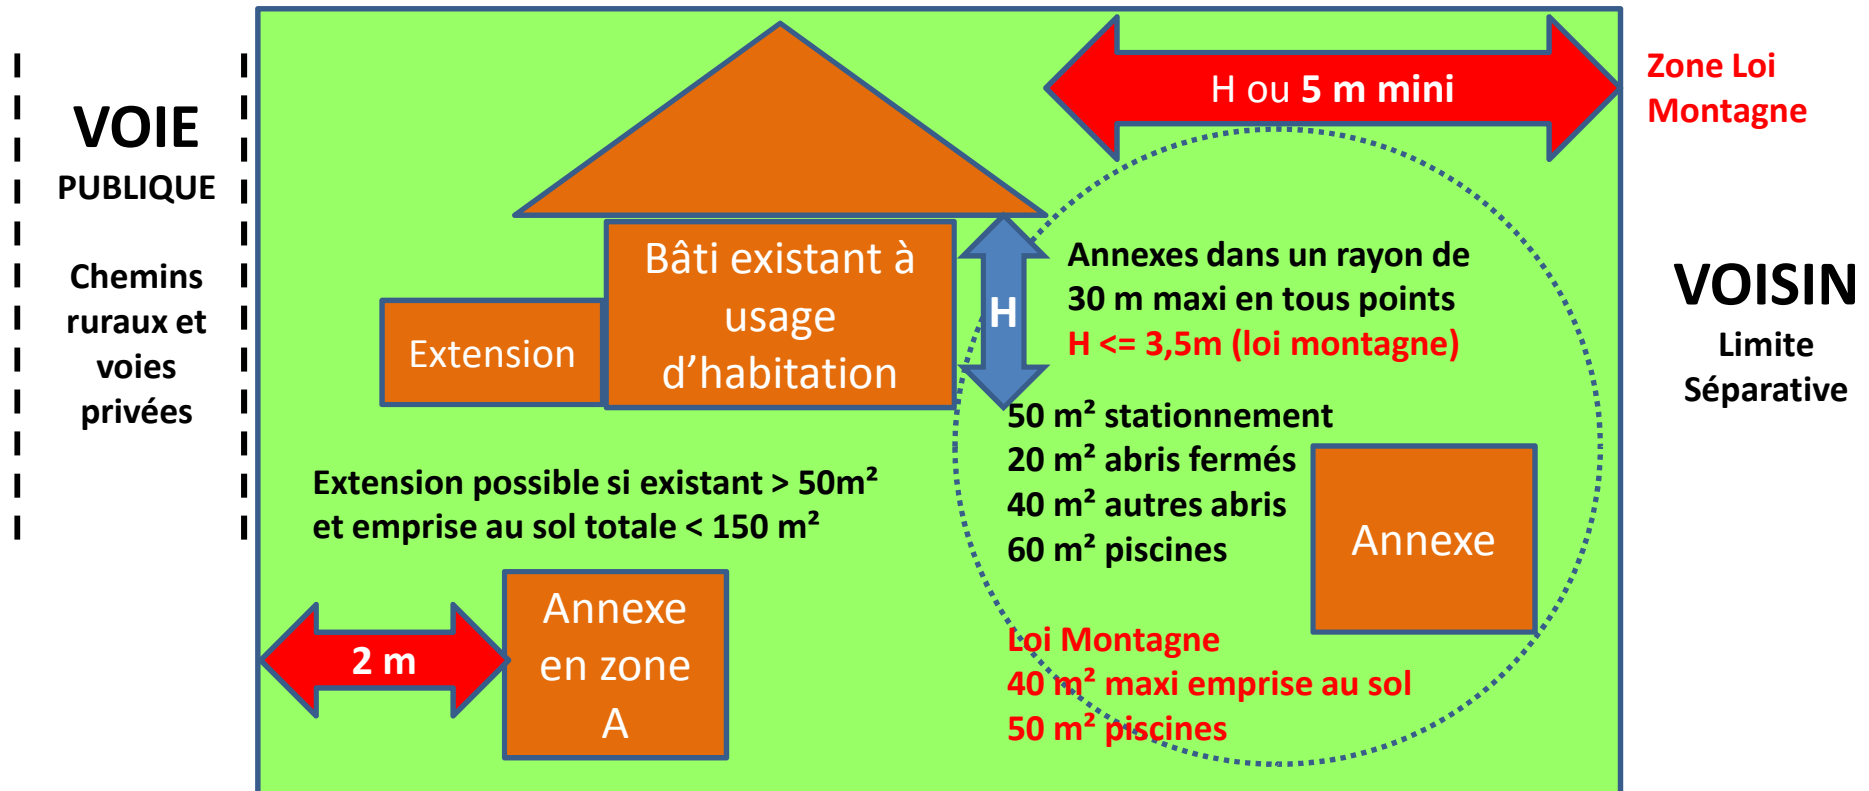 VOIE
PUBLIQUE
Chemins
ruraux et
voies
privées
H ou 5 m mini
Zone Loi
Montagne
Bâti existant à
usage
d’habitation
Extension
H
Annexes dans un rayon de
30 m maxi en tous points
H <= 3,5m (loi montagne)
VOISIN
Limite
Séparative
50 m² stationnement
20 m² abris fermés
40 m² autres abris
60 m² piscines
Annexe
Extension possible si existant > 50m²
et emprise au sol totale < 150 m²
2 m
Annexe
en zone
A
Loi Montagne
40 m² maxi emprise au sol
50 m² piscines